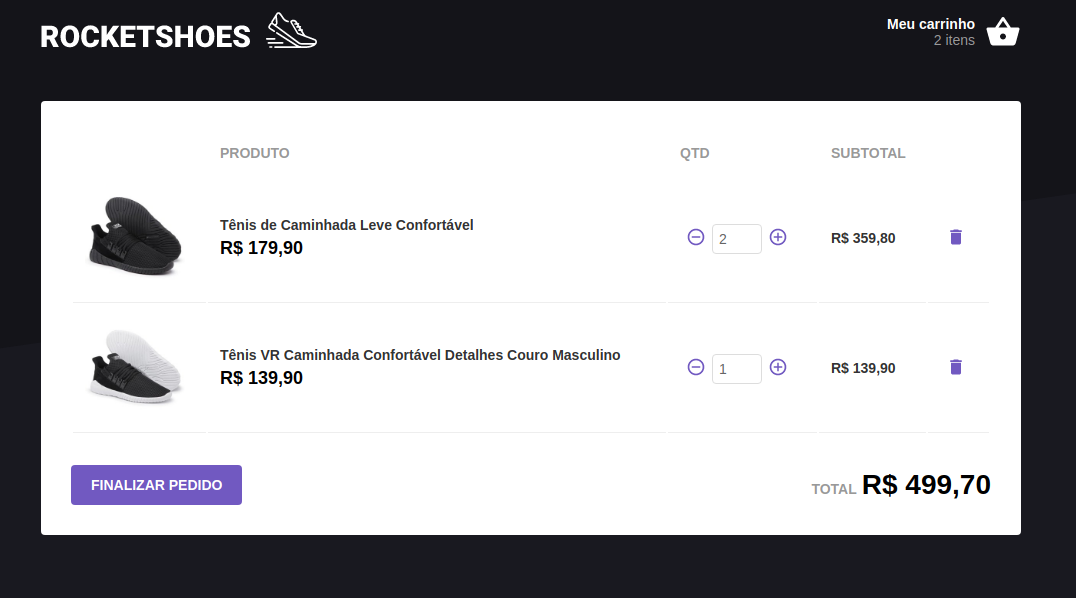 ROCKETSHOES
Meu carrinho
2 itens
PRODUTO QTD SUBTOTAL
Tênis de Caminhada Leve Confortável
R$ 179,90
2
R$ 359,80
Tênis VR Caminhada Confortável Detalhes Couro Masculino
R$ 139,90
1
R$ 139,90
FINALIZAR PEDIDO
TOTAL R$ 499,70